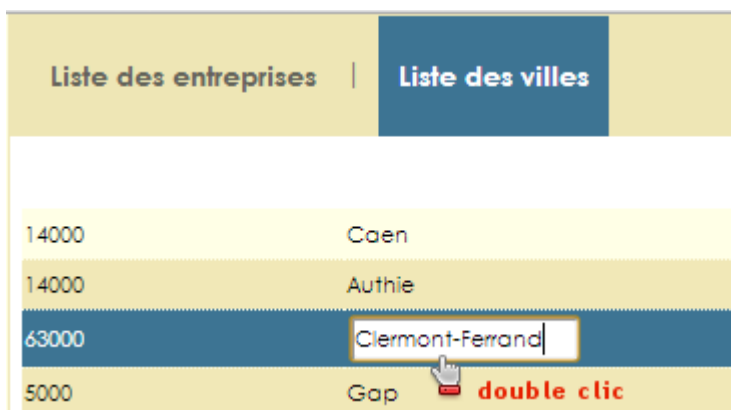 Liste des entreprises | Liste des villes
14000 Caen
14000 Authie
63000 Clermont-Ferrand
5000 Gap double clic